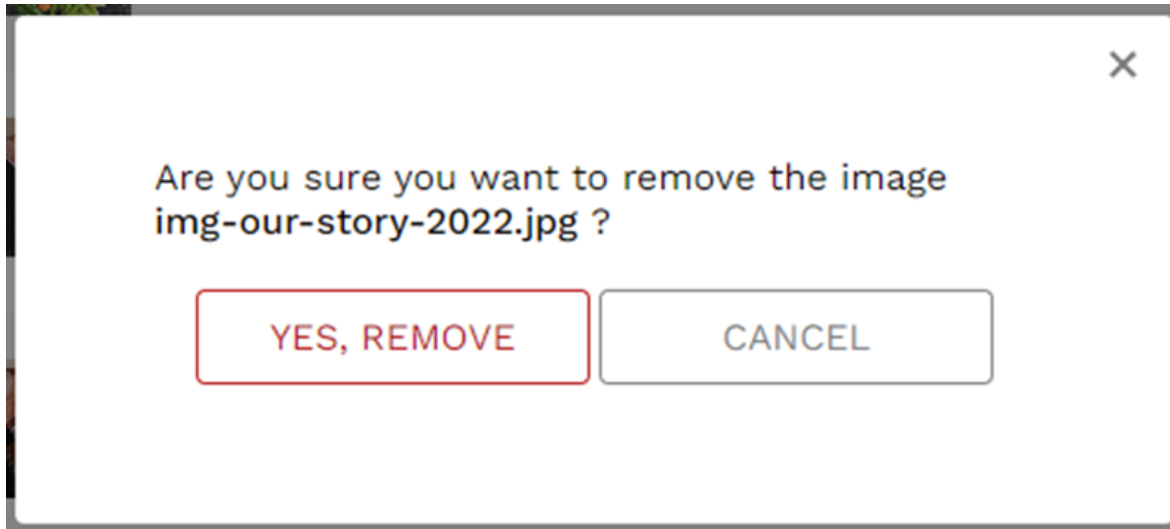 Are you sure you want to remove the image
img-our-story-2022.jpg ?
YES, REMOVE
CANCEL